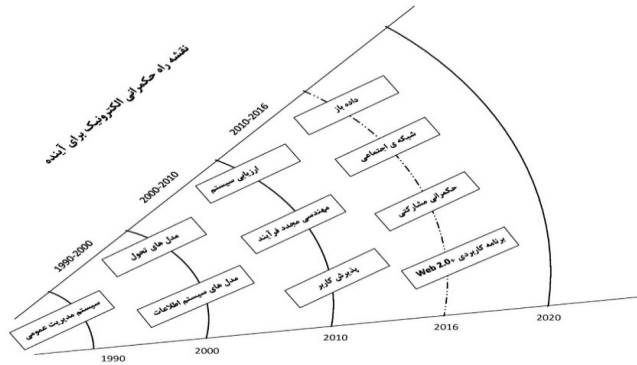 نقشه راه حکمرانی الکترونیک برای آینده
1990-2000
2000-2010
2010-2016
سیستم مدیریت عمومی
مدل های تحول
مدل های سیستم اطلاعات
ارزیابی سیستم
مهندسی مجدد فرآیند
پذیرش کاربر
داده باز
شبکه ی اجتماعی
حکمرانی مشارکتی
برنامه کاربردی Web 2.0+
1990
2000
2010
2016
2020